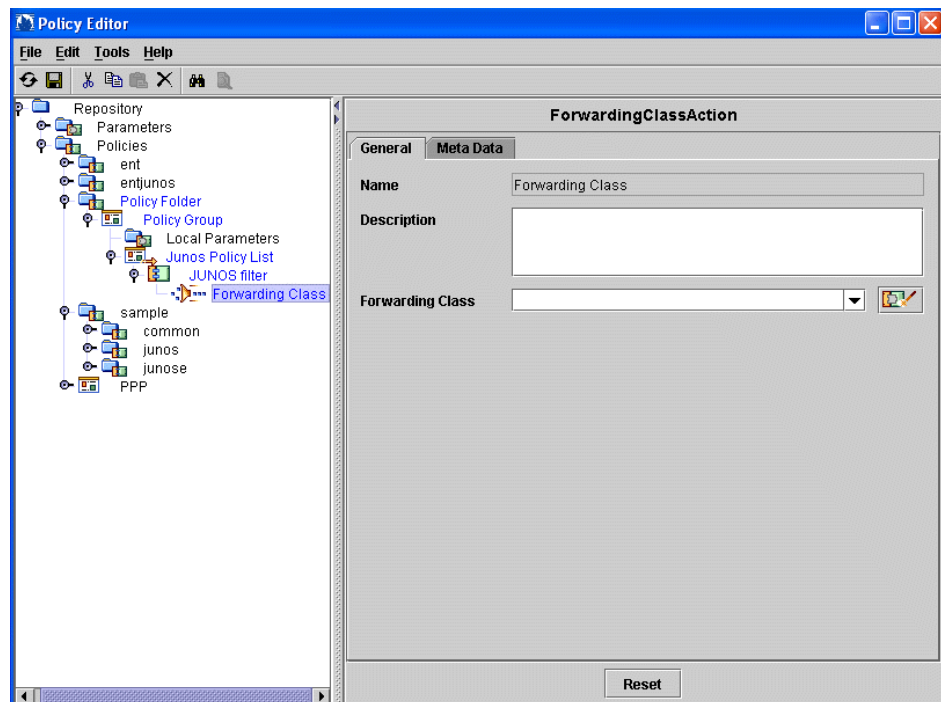 Policy Editor
File Edit Tools Help
Repository
Parameters
Policies
ent
entjunos
Policy Folder
Policy Group
Local Parameters
Junos Policy List
JUNOS filter
Forwarding Class
sample
common
junos
junose
PPP
ForwardingClassAction
General Meta Data
Name Forwarding Class
Description
Forwarding Class
Reset